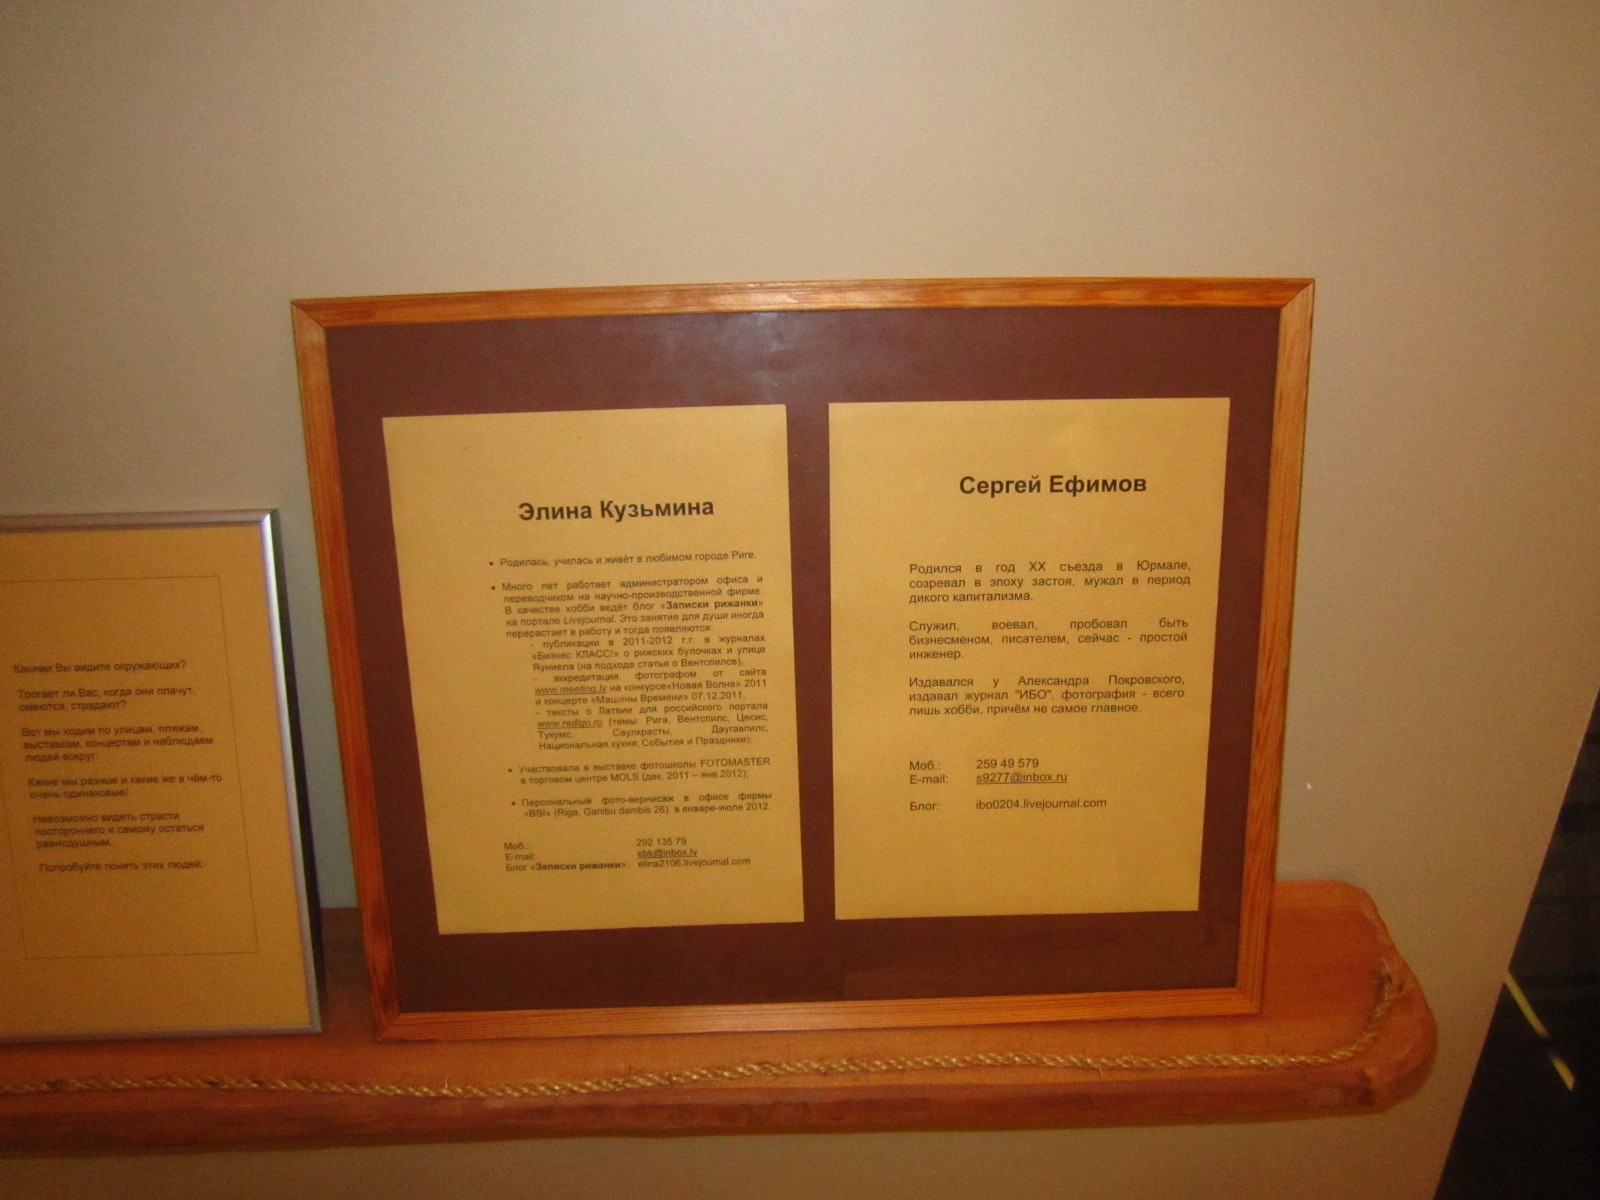 Какими Вы видите окружающих?
Трогает ли Вас, когда они плачут,
смеются, страдают?
Вот мы ходим по улицам, пляжам,
выставкам, концертам и наблюдаем
людей вокруг.
Какие мы разные и какие же в чём-то
очень одинаковые!
Невозможно видеть страсти
постороннего и самому остаться
равнодушным.
Попробуйте понять этих людей.
Элина Кузьмина
• Родилась, училась и живёт в любимом городе Риге.
• Много лет работает администратором офиса и
переводчиком на научно-производственной фирме.
В качестве хобби ведёт блог «Записки рижанки»
на портале Livejournal. Это занятие для души иногда
перерастает в работу и тогда появляются:
- публикации в 2011-2012 г.г. в журналах
«Бизнес КЛАСС!» о рижских булочках и улице
Яуниела (на подходе статья о Вентспилсе),
- аккредитация фотографом от сайта
www.meeting.lv на конкурсе«Новая Волна» 2011
и концерте «Машины Времени» 07.12.2011,
- тексты о Латвии для российского портала
www.redigo.ru (темы: Рига, Вентспилс, Цесис,
Тукумс, Саулкрасты, Даугавпилс,
Национальная кухня, События и Праздники);
• Участвовала в выставке фотошколы FOTOMASTER
в торговом центре MOLS (дек. 2011 – янв.2012);
• Персональный фото-вернисаж в офисе фирмы
«BSI» (Riga, Ganibu dambis 26) в январе-июле 2012.
Моб.: 292 135 79
E-mail: ebk@inbox.lv
Блог «Записки рижанки»: elina2106.livejournal.com
Сергей Ефимов
Родился в год XX съезда в Юрмале,
созревал в эпоху застоя, мужал в период
дикого капитализма.
Служил, воевал, пробовал быть
бизнесменом, писателем, сейчас - простой
инженер.
Издавался у Александра Покровского,
издавал журнал "ИБО", фотография - всего
лишь хобби, причём не самое главное.
Моб.: 259 49 579
E-mail: s9277@inbox.ru
Блог: ibo0204.livejournal.com